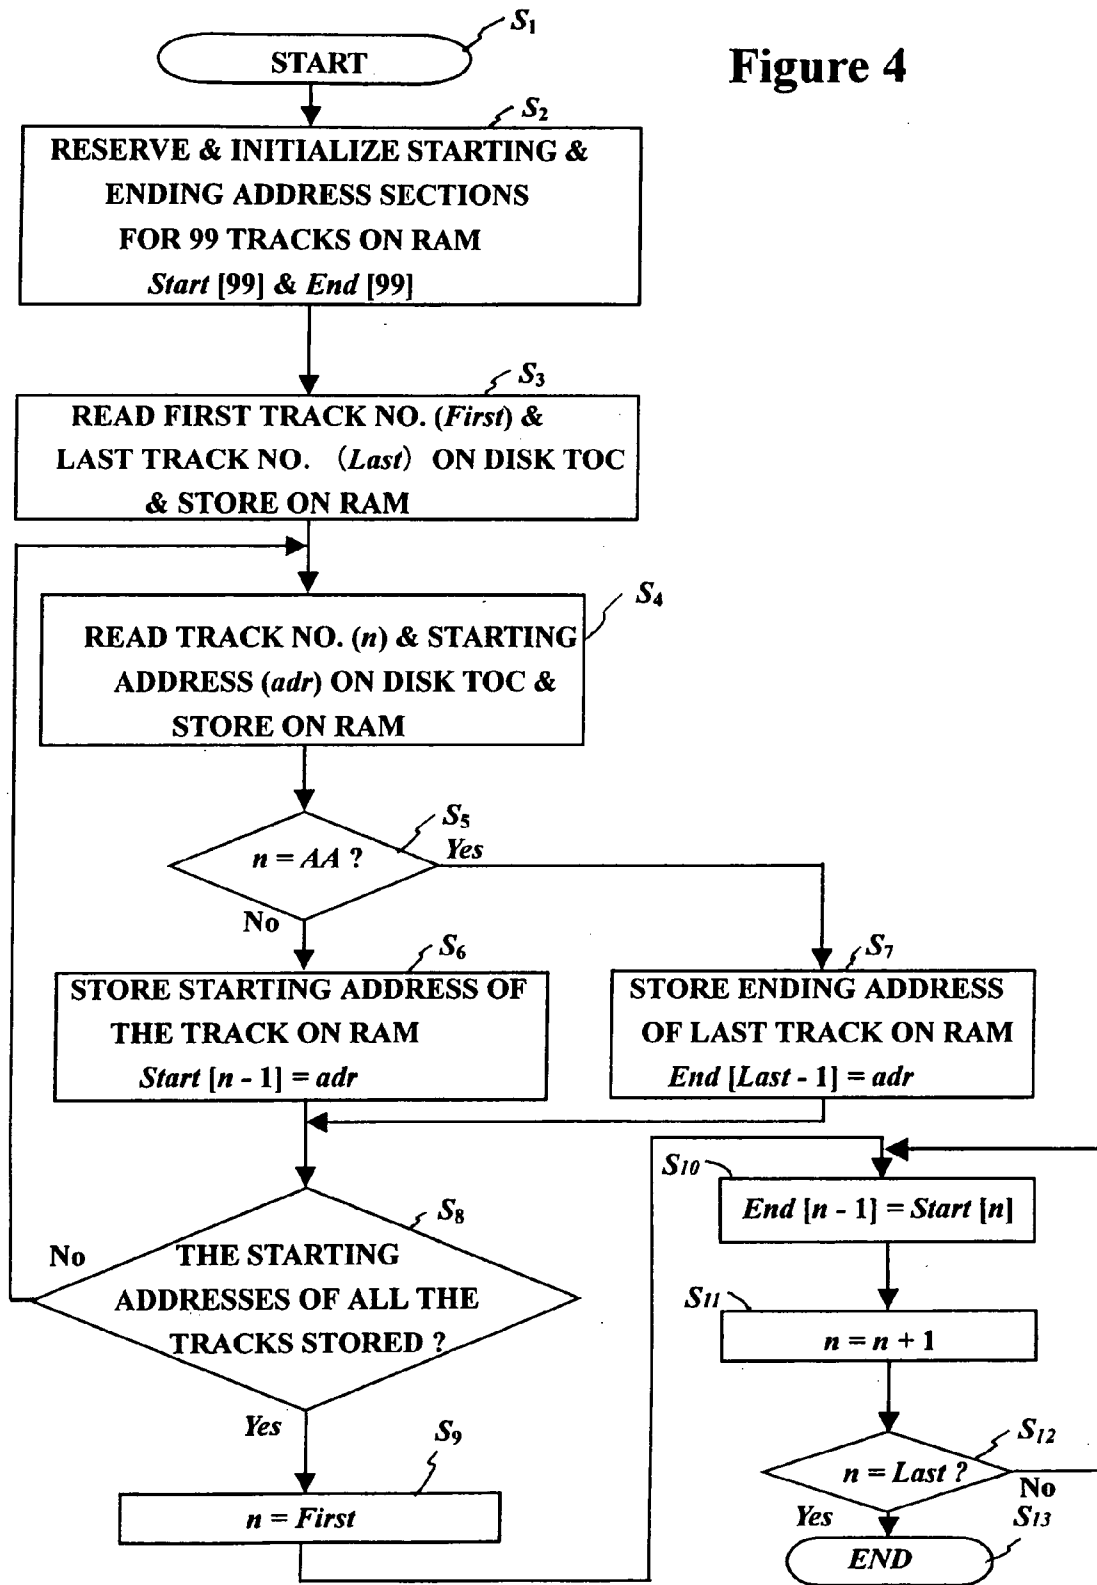 S1
START
Figure 4
S2
RESERVE & INITIALIZE STARTING &
ENDING ADDRESS SECTIONS
FOR 99 TRACKS ON RAM
Start [99] & End [99]
S3
READ FIRST TRACK NO. (First) &
LAST TRACK NO. (Last) ON DISK TOC
& STORE ON RAM
S4
READ TRACK NO. (n) & STARTING
ADDRESS (adr) ON DISK TOC &
STORE ON RAM
S5
n = AA ?
Yes
No
S6
STORE STARTING ADDRESS OF
THE TRACK ON RAM
Start [n - 1] = adr
S7
STORE ENDING ADDRESS
OF LAST TRACK ON RAM
End [Last - 1] = adr
S8
No
THE STARTING
ADDRESSES OF ALL THE
TRACKS STORED ?
Yes
S9
n = First
S10
End [n - 1] = Start [n]
S11
n = n + 1
S12
n = Last ?
No
Yes
S13
END